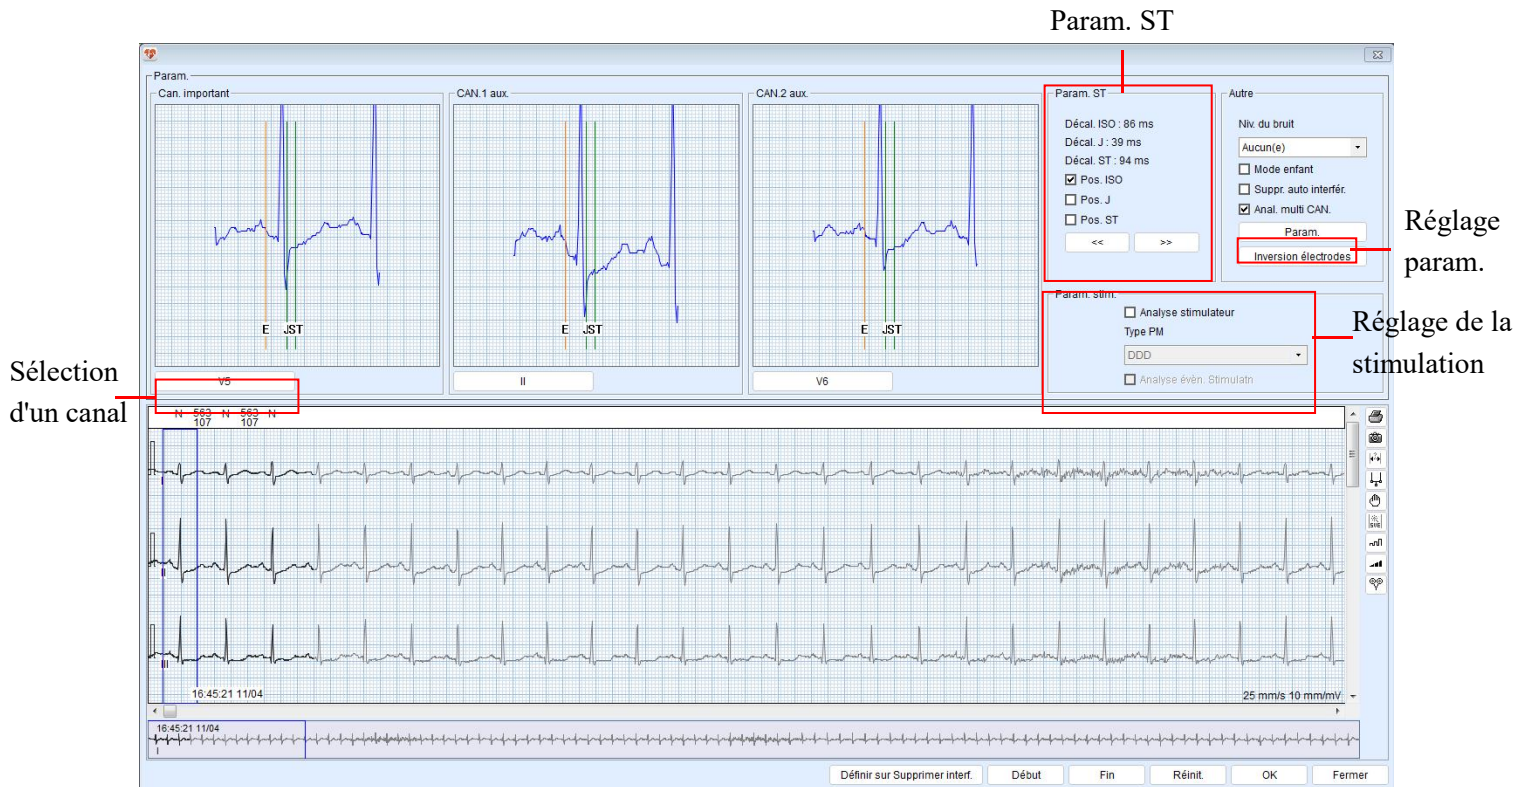 Param. ST
Param.
Can. important
CAN.1 aux.
CAN.2 aux.
Param. ST
Autre
Décal. ISO : 86 ms
Décal. J : 39 ms
Décal. ST : 94 ms
Pos. ISO
Pos. J
Pos. ST
<<
>>
Niv. du bruit
Aucun(e)
Mode enfant
Suppr. auto interfér.
Anal. multi CAN.
Param.
Inversion électrodes
Réglage
param.
E JST
E JST
E JST
Param. stim.
Analyse stimulateur
Type PM
DDD
Analyse évèn. Stimulatn
Réglage de la
stimulation
Sélection
d'un canal
V5
II
V6
N 563 N 563 N
107 107
I
II
III
16:45:21 11/04
25 mm/s 10 mm/mV
16:45:21 11/04
I
SVE
Définir sur Supprimer interf.
Début
Fin
Réinit.
OK
Fermer